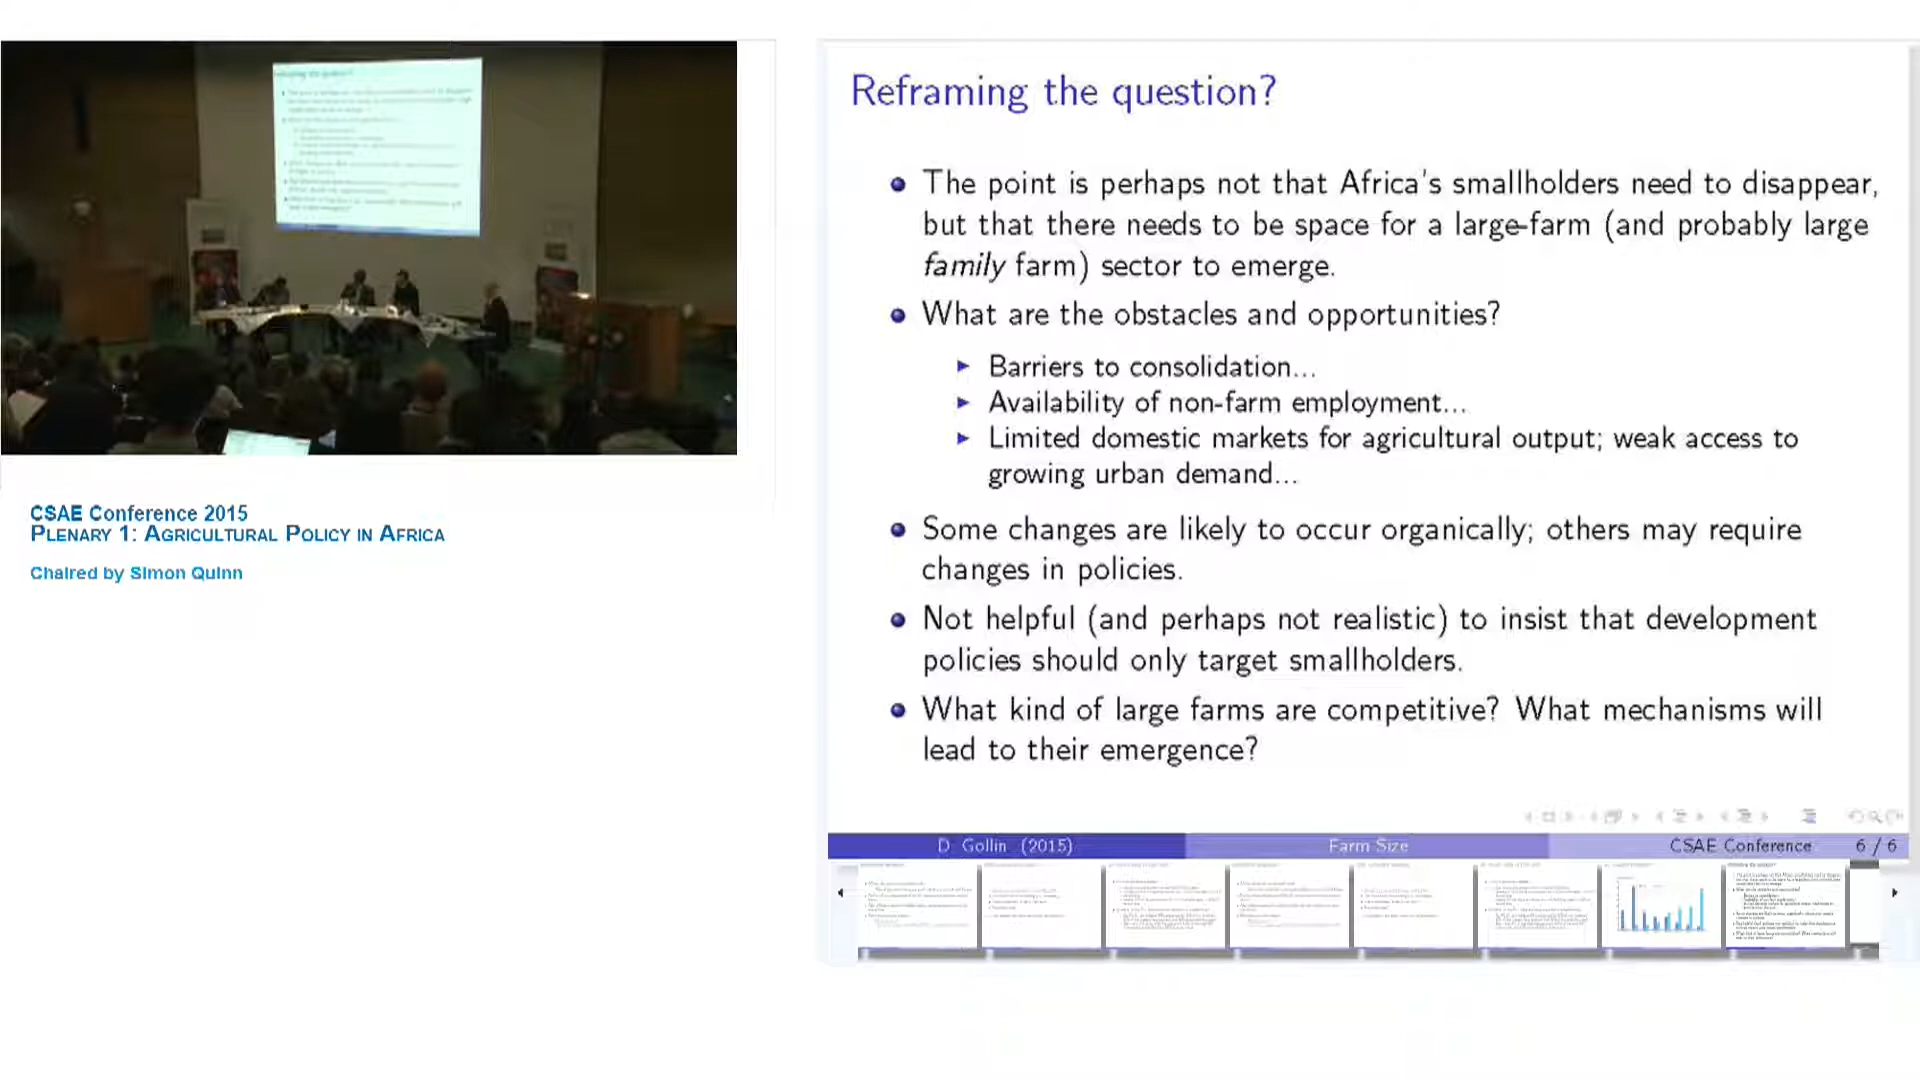 CSAE Conference 2015
PLENARY 1: AGRICULTURAL POLICY IN AFRICA
Chaired by Simon Quinn
Reframing the question?
The point is perhaps not that Africa's smallholders need to disappear,
but that there needs to be space for a large-farm (and probably large
family farm) sector to emerge.
What are the obstacles and opportunities?
Barriers to consolidation...
Availability of non-farm employment...
Limited domestic markets for agricultural output; weak access to
growing urban demand...
Some changes are likely to occur organically; others may require
changes in policies.
Not helpful (and perhaps not realistic) to insist that development
policies should only target smallholders.
What kind of large farms are competitive? What mechanisms will
lead to their emergence?
D. Gollin (2015) Farm Size CSAE Conference 6 / 6